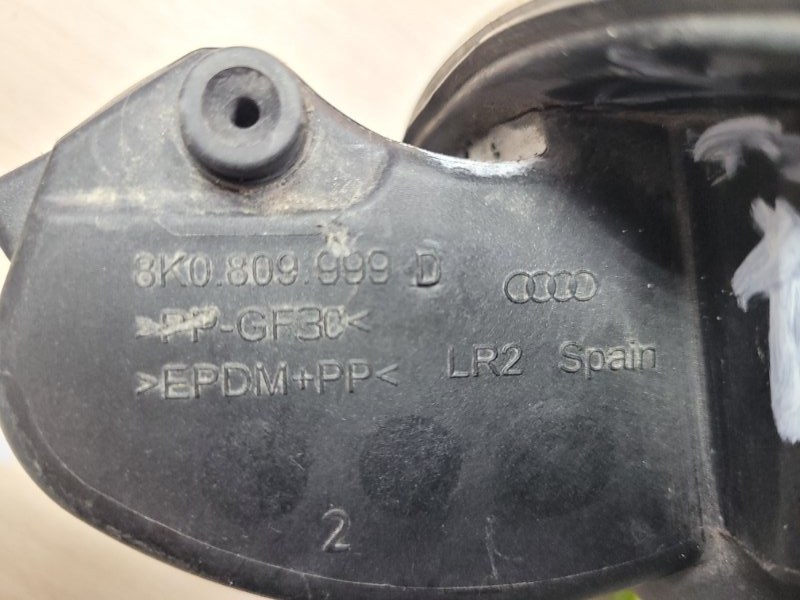 8K0.809.999 D
>PP-GF30<
>EPDM+PP< LR2 Spain
2